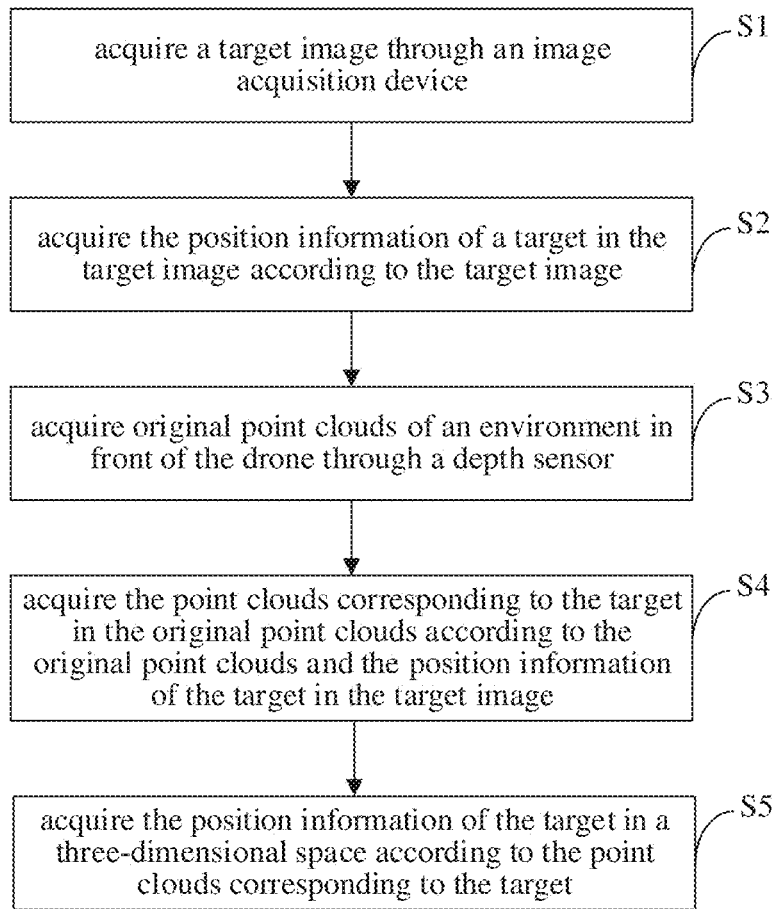 S1
acquire a target image through an image
acquisition device
S2
acquire the position information of a target in the
target image according to the target image
S3
acquire original point clouds of an environment in
front of the drone through a depth sensor
S4
acquire the point clouds corresponding to the target
in the original point clouds according to the
original point clouds and the position information
of the target in the target image
S5
acquire the position information of the target in a
three-dimensional space according to the point
clouds corresponding to the target